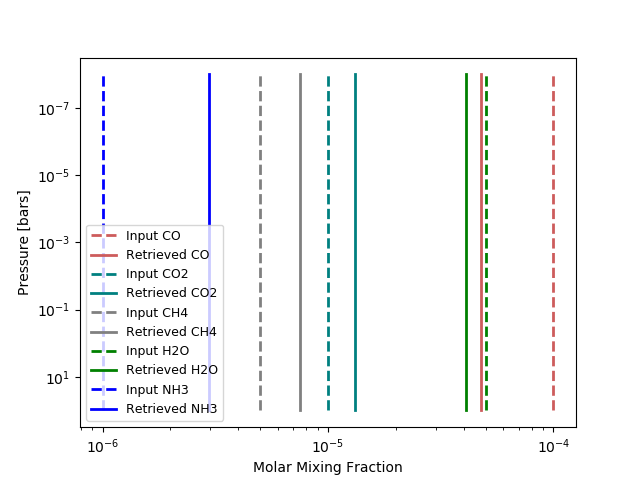 10^-7
10^-5
10^-3
10^-1
10^1
Pressure [bars]
Input CO
Retrieved CO
Input CO2
Retrieved CO2
Input CH4
Retrieved CH4
Input H2O
Retrieved H2O
Input NH3
Retrieved NH3
10^-6
10^-5
10^-4
Molar Mixing Fraction